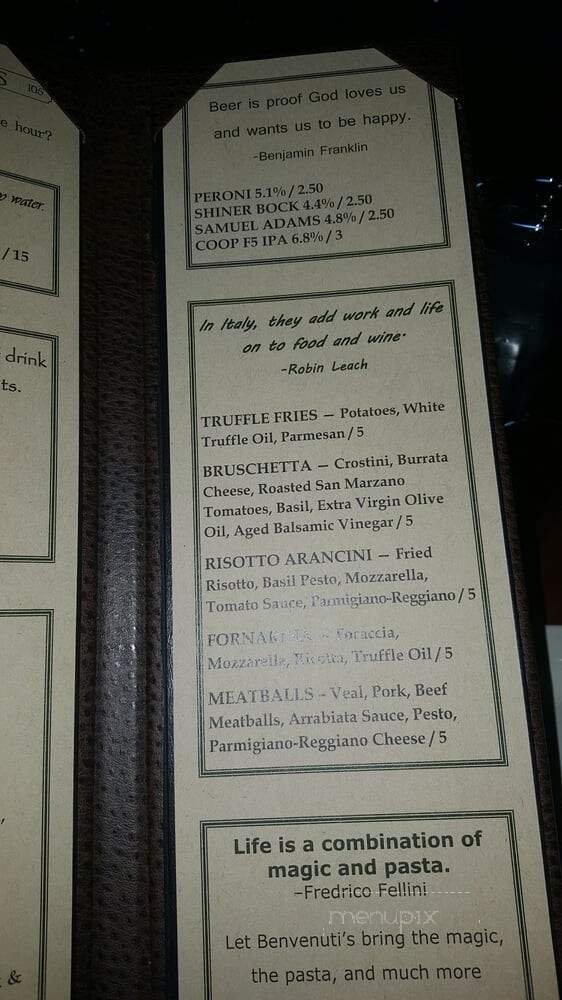 S 105
e hour?
water.
/ 15
drink
ts.
,
&
Beer is proof God loves us
and wants us to be happy.
-Benjamin Franklin
PERONI 5.1% / 2.50
SHINER BOCK 4.4% / 2.50
SAMUEL ADAMS 4.8% / 2.50
COOP F5 IPA 6.8% / 3
In Italy, they add work and life
on to food and wine.
-Robin Leach
TRUFFLE FRIES – Potatoes, White
Truffle Oil, Parmesan / 5
BRUSCHETTA – Crostini, Burrata
Cheese, Roasted San Marzano
Tomatoes, Basil, Extra Virgin Olive
Oil, Aged Balsamic Vinegar / 5
RISOTTO ARANCINI – Fried
Risotto, Basil Pesto, Mozzarella,
Tomato Sauce, Parmigiano-Reggiano / 5
– Foraccia,
Mozzarella, Ricotta, Truffle Oil / 5
MEATBALLS – Veal, Pork, Beef
Meatballs, Arrabiata Sauce, Pesto,
Parmigiano-Reggiano Cheese / 5
Life is a combination of
magic and pasta.
–Fredrico Fellini
menupix
Let Benvenuti's bring the magic,
the pasta, and much more